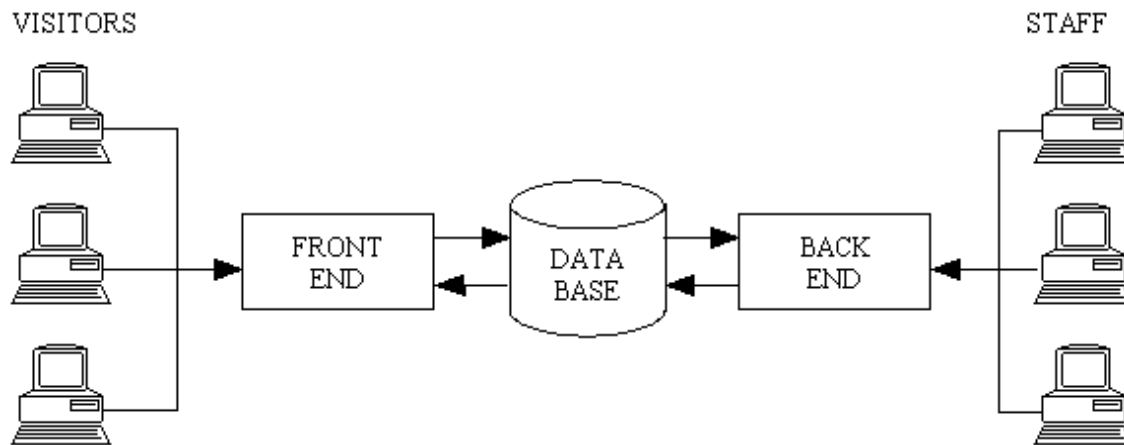 VISITORS
STAFF
FRONT
END
DATA
BASE
BACK
END